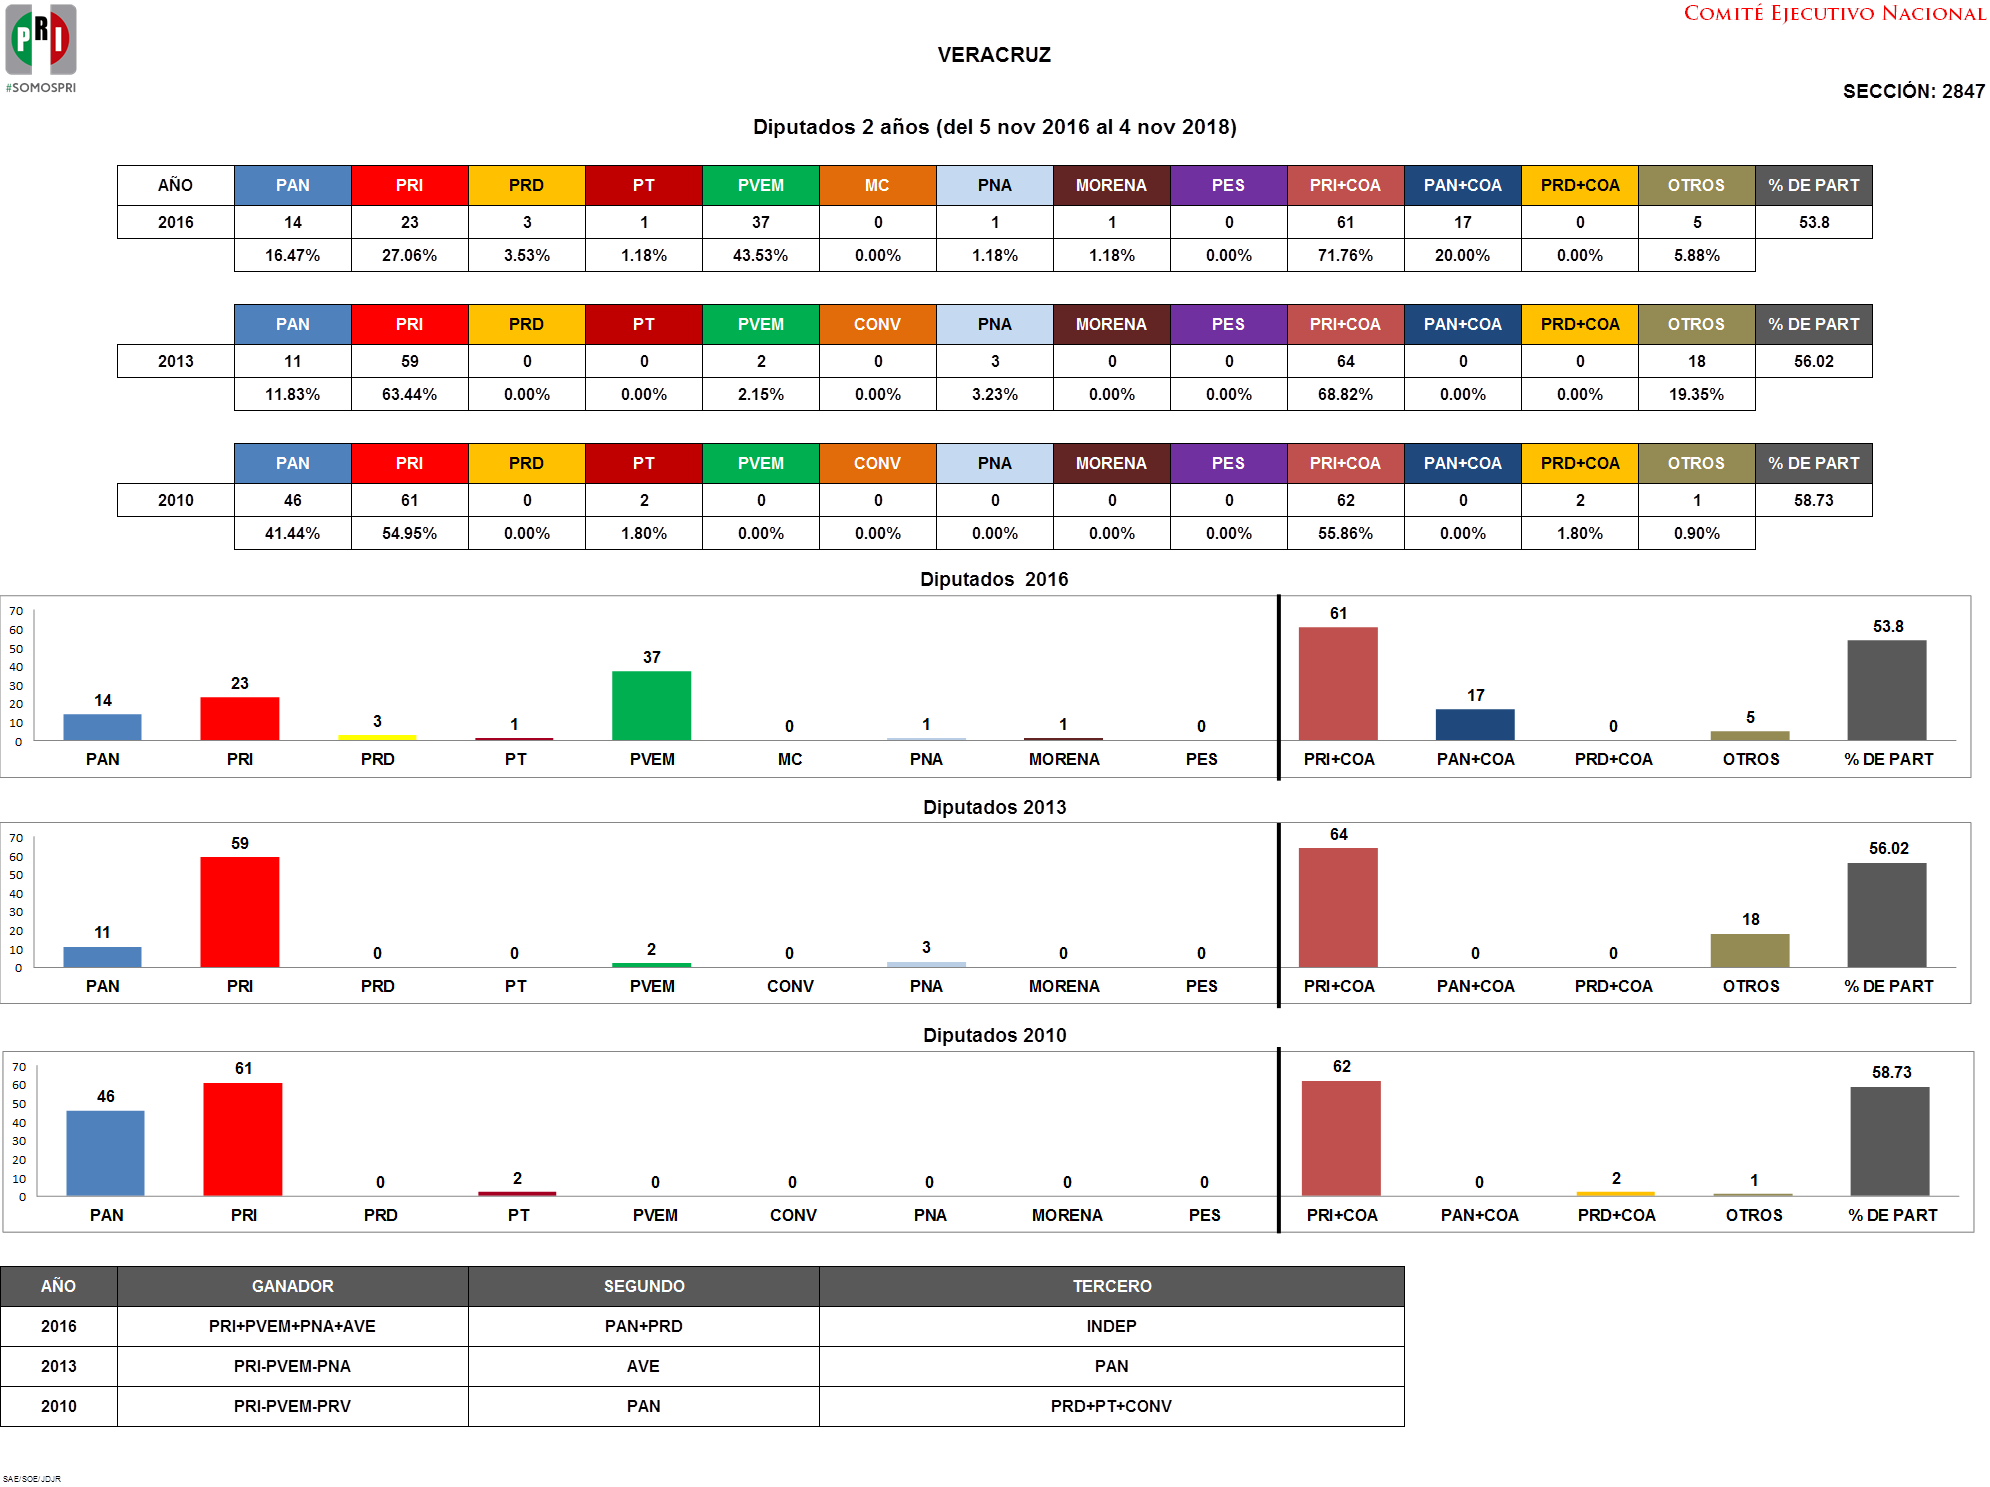 PRI
#SOMOSPRI
COMITÉ EJECUTIVO NACIONAL
VERACRUZ
SECCIÓN: 2847
Diputados 2 años (del 5 nov 2016 al 4 nov 2018)
AÑO PAN PRI PRD PT PVEM MC PNA MORENA PES PRI+COA PAN+COA PRD+COA OTROS % DE PART
2016 14 23 3 1 37 0 1 1 0 61 17 0 5 53.8
16.47% 27.06% 3.53% 1.18% 43.53% 0.00% 1.18% 1.18% 0.00% 71.76% 20.00% 0.00% 5.88%
PAN PRI PRD PT PVEM CONV PNA MORENA PES PRI+COA PAN+COA PRD+COA OTROS % DE PART
2013 11 59 0 0 2 0 3 0 0 64 0 0 18 56.02
11.83% 63.44% 0.00% 0.00% 2.15% 0.00% 3.23% 0.00% 0.00% 68.82% 0.00% 0.00% 19.35%
PAN PRI PRD PT PVEM CONV PNA MORENA PES PRI+COA PAN+COA PRD+COA OTROS % DE PART
2010 46 61 0 2 0 0 0 0 0 62 0 2 1 58.73
41.44% 54.95% 0.00% 1.80% 0.00% 0.00% 0.00% 0.00% 0.00% 55.86% 0.00% 1.80% 0.90%
Diputados 2016
70
60
50
40
30
20
10
0
14 23 3 1 37 0 1 1 0 61 17 0 5 53.8
PAN PRI PRD PT PVEM MC PNA MORENA PES PRI+COA PAN+COA PRD+COA OTROS % DE PART
Diputados 2013
70
60
50
40
30
20
10
0
11 59 0 0 2 0 3 0 0 64 0 0 18 56.02
PAN PRI PRD PT PVEM CONV PNA MORENA PES PRI+COA PAN+COA PRD+COA OTROS % DE PART
Diputados 2010
70
60
50
40
30
20
10
0
46 61 0 2 0 0 0 0 0 62 0 2 1 58.73
PAN PRI PRD PT PVEM CONV PNA MORENA PES PRI+COA PAN+COA PRD+COA OTROS % DE PART
AÑO GANADOR SEGUNDO TERCERO
2016 PRI+PVEM+PNA+AVE PAN+PRD INDEP
2013 PRI-PVEM-PNA AVE PAN
2010 PRI-PVEM-PRV PAN PRD+PT+CONV
SAE/SOE/JDJR